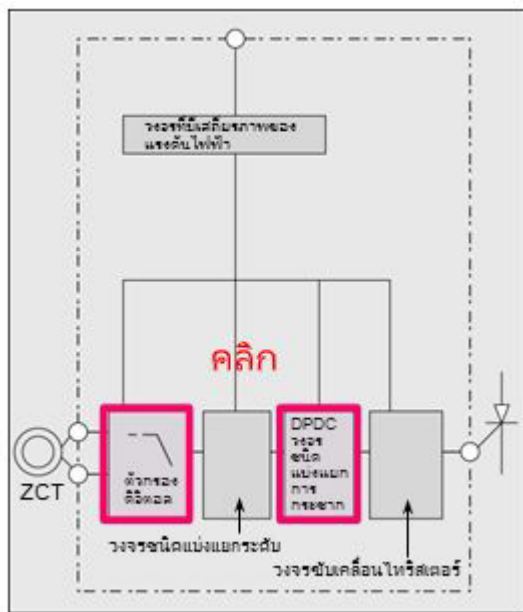 วงจรที่มีเสถียรภาพของ
แรงดันไฟฟ้า
คลิก
ZCT
ตัวกรอง
ดิจิตอล
DPDC
วงจร
ชนิด
แบ่งแยก
การ
กระชาก
วงจรชนิดแบ่งแยกระดับ
วงจรขับเคลื่อนไทริสเตอร์